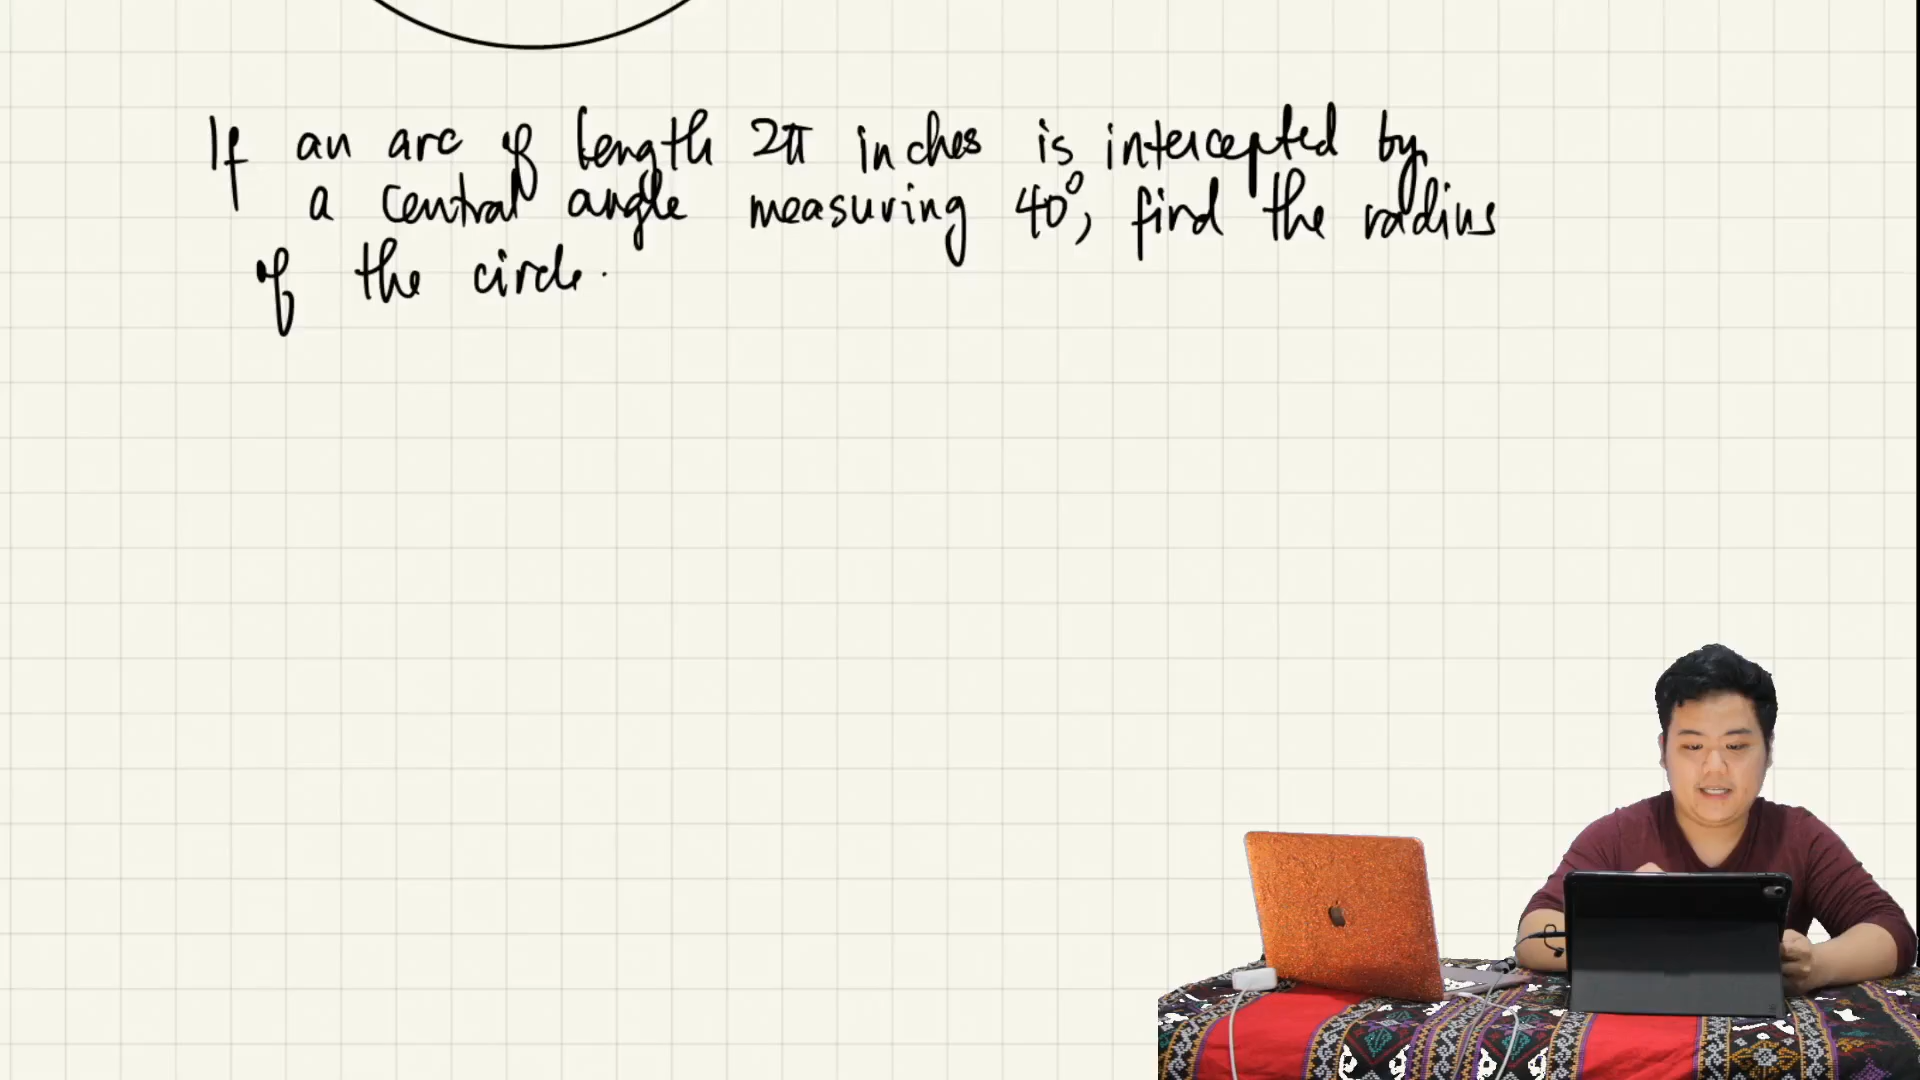 If an arc of length 2π inches is intercepted by
a central angle measuring 40°, find the radius
of the circle.